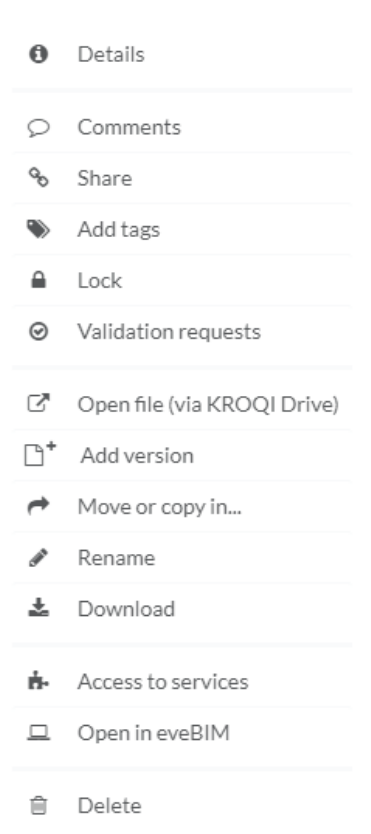 Details
Comments
Share
Add tags
Lock
Validation requests
Open file (via KROQI Drive)
Add version
Move or copy in...
Rename
Download
Access to services
Open in eveBIM
Delete